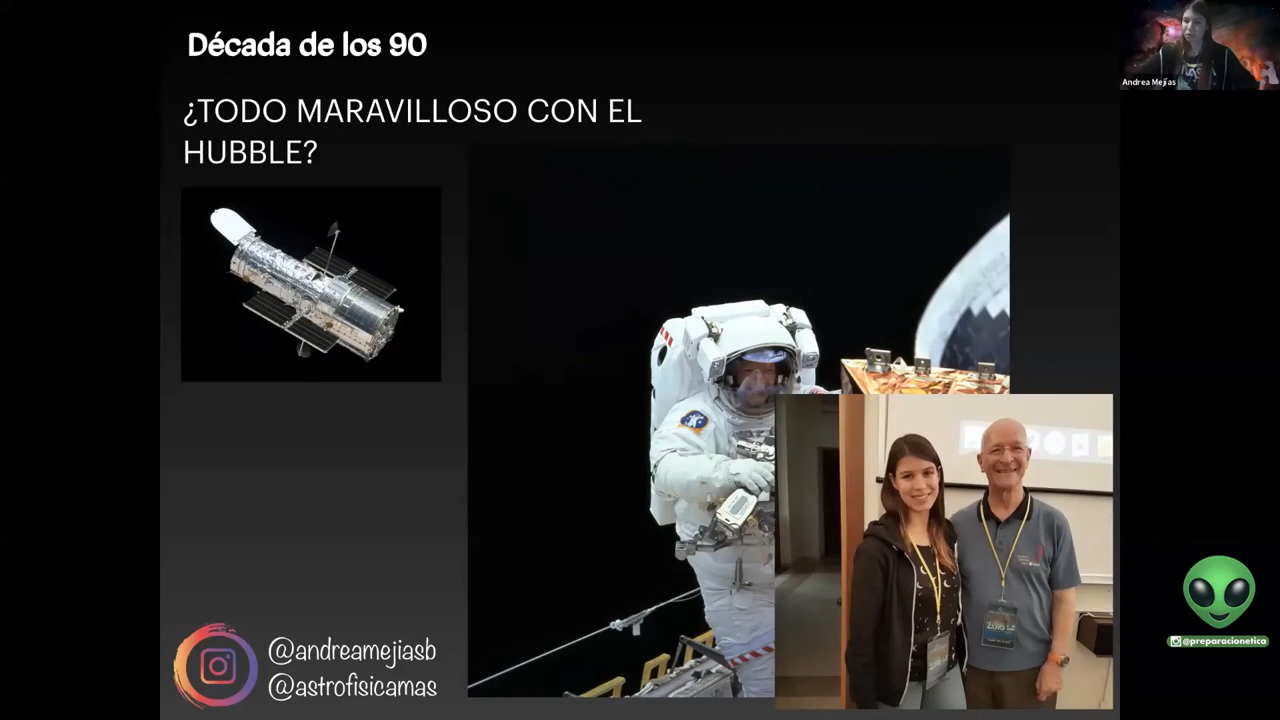 Década de los 90
¿TODO MARAVILLOSO CON EL
HUBBLE?
Andrea Mejías
@andreamejiasb
@astrofisicamas
@preparacionetica